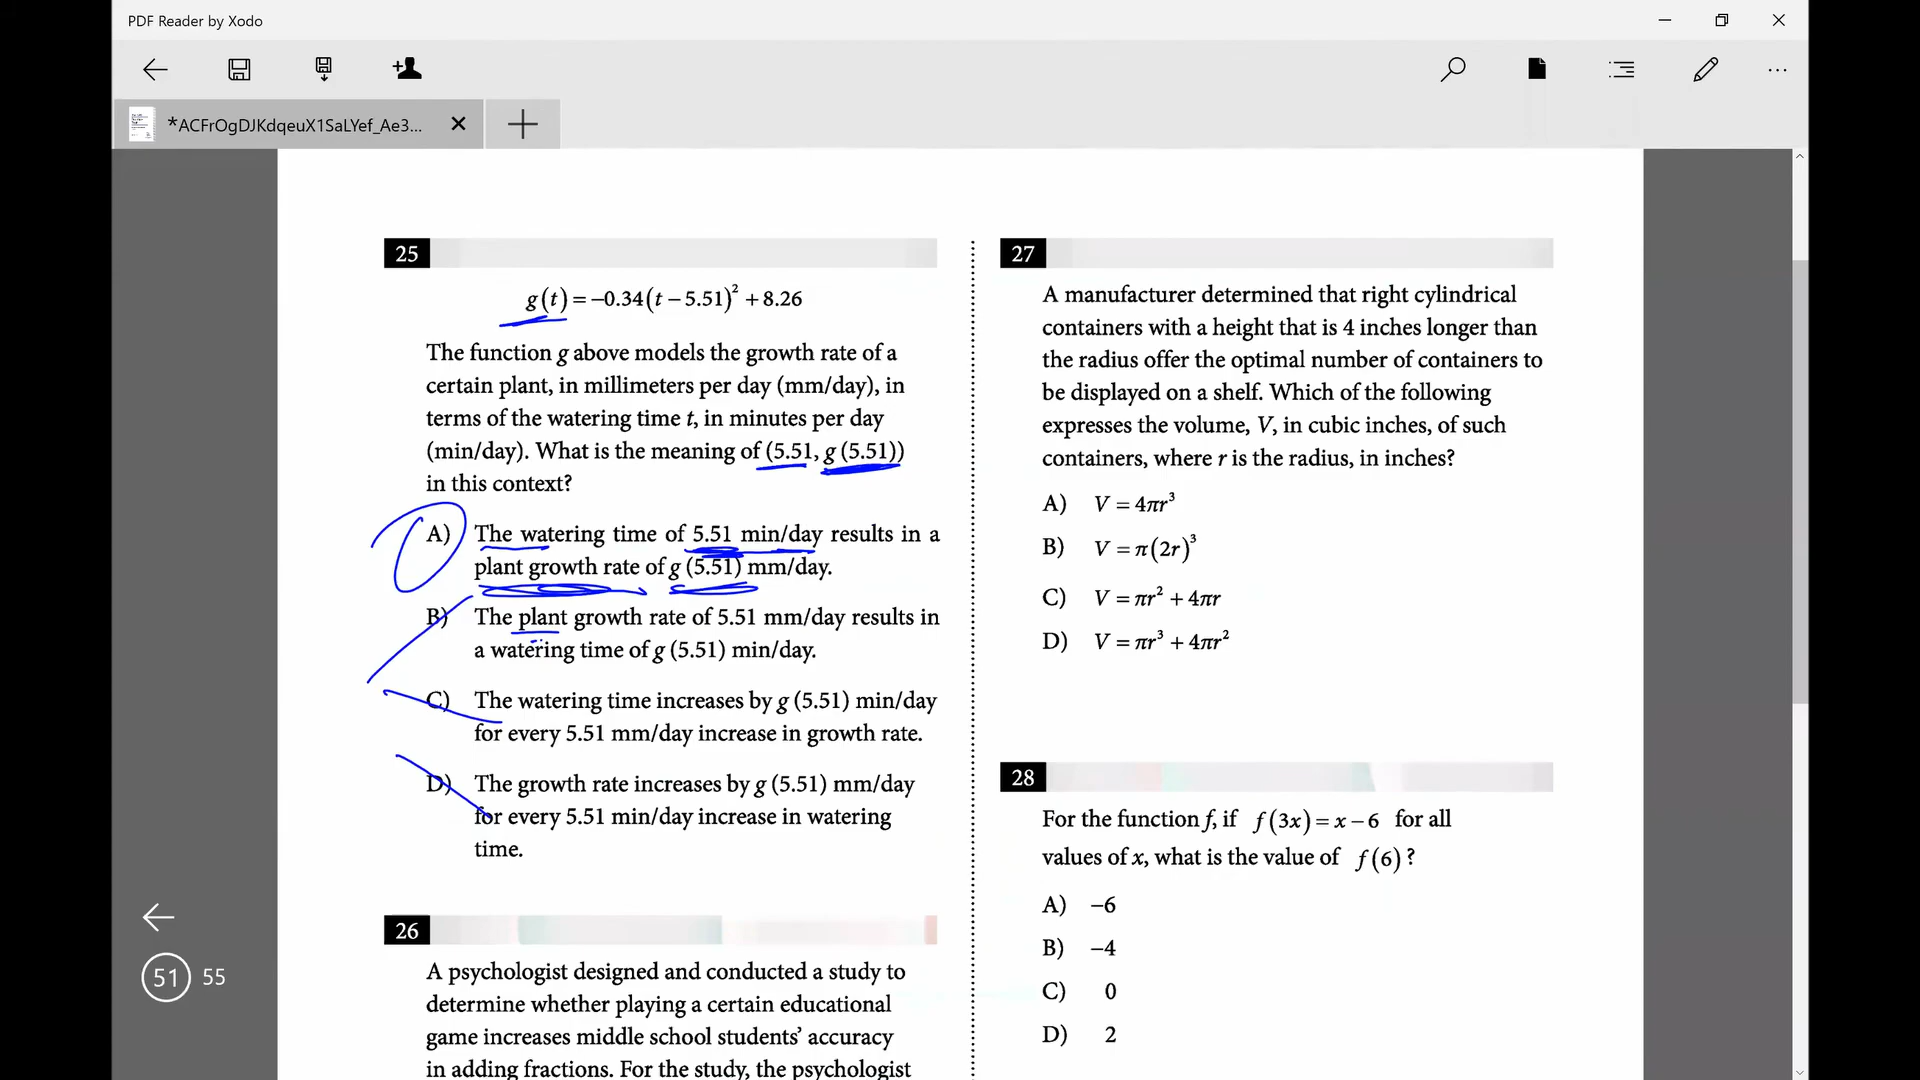 PDF Reader by Xodo
*ACFrOgDJKdqeuX1SaLYef_Ae3...
25
g(t) = −0.34(t − 5.51)² + 8.26
The function g above models the growth rate of a
certain plant, in millimeters per day (mm/day), in
terms of the watering time t, in minutes per day
(min/day). What is the meaning of (5.51, g (5.51))
in this context?
A) The watering time of 5.51 min/day results in a
plant growth rate of g (5.51) mm/day.
B) The plant growth rate of 5.51 mm/day results in
a watering time of g (5.51) min/day.
C) The watering time increases by g (5.51) min/day
for every 5.51 mm/day increase in growth rate.
D) The growth rate increases by g (5.51) mm/day
for every 5.51 min/day increase in watering
time.
26
A psychologist designed and conducted a study to
determine whether playing a certain educational
game increases middle school students’ accuracy
in adding fractions. For the study, the psychologist
27
A manufacturer determined that right cylindrical
containers with a height that is 4 inches longer than
the radius offer the optimal number of containers to
be displayed on a shelf. Which of the following
expresses the volume, V, in cubic inches, of such
containers, where r is the radius, in inches?
A) V = 4πr³
B) V = π(2r)³
C) V = πr² + 4πr
D) V = πr³ + 4πr²
28
For the function f, if f(3x) = x − 6 for all
values of x, what is the value of f(6) ?
A) −6
B) −4
C) 0
D) 2
51 55